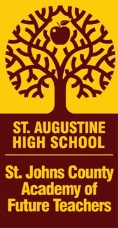 ST. AUGUSTINE
HIGH SCHOOL
St. Johns County
Academy of
Future Teachers